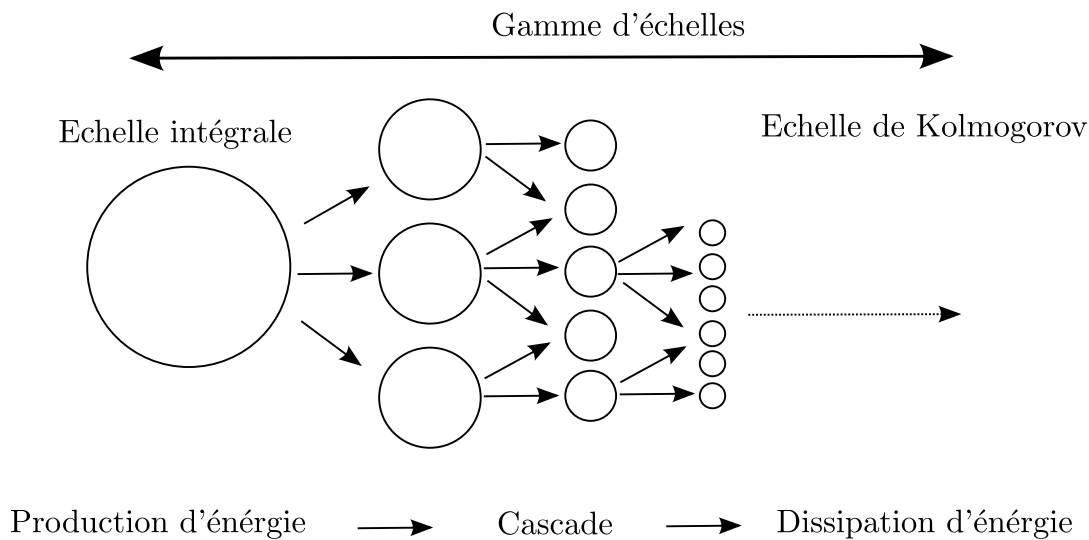 Gamme d'échelles
Echelle intégrale
Echelle de Kolmogorov
Production d'énérgie
Cascade
Dissipation d'énérgie